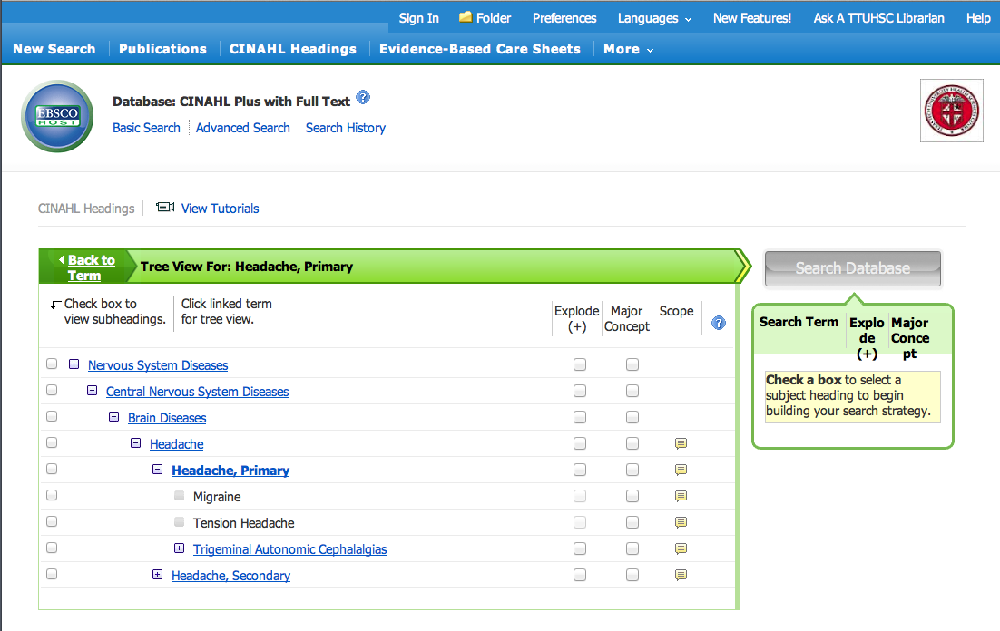 Sign In Folder Preferences Languages New Features! Ask A TTUHSC Librarian Help
New Search Publications CINAHL Headings Evidence-Based Care Sheets More
EBSCO
HOST
Database: CINAHL Plus with Full Text
Basic Search Advanced Search Search History
CINAHL Headings View Tutorials
Back to
Term
Tree View For: Headache, Primary
Search Database
Check box to
view subheadings.
Click linked term
for tree view.
Explode
(+)
Major
Concept
Scope
Search Term
Explo
de
(+)
Major
Conce
pt
Check a box to select a
subject heading to begin
building your search strategy.
Nervous System Diseases
Central Nervous System Diseases
Brain Diseases
Headache
Headache, Primary
Migraine
Tension Headache
Trigeminal Autonomic Cephalalgias
Headache, Secondary